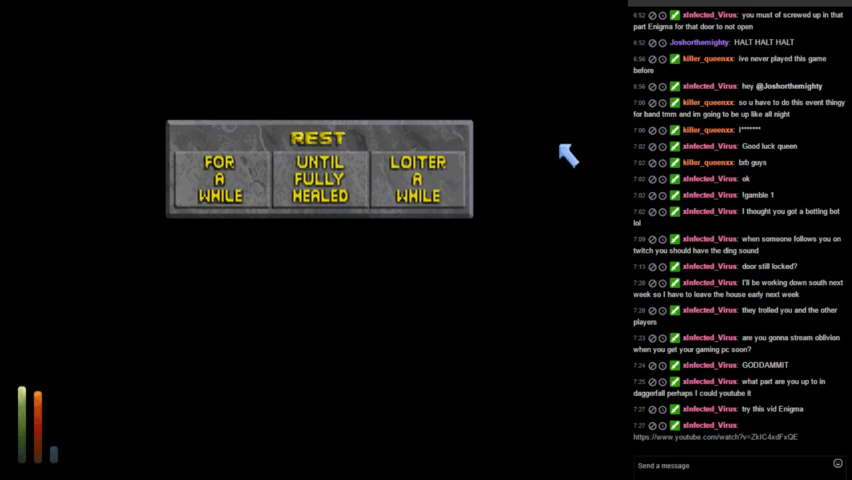 REST
FOR
A
WHILE
UNTIL
FULLY
HEALED
LOITER
A
WHILE
6:52 xInfected_Virus: you must of screwed up in that
part Enigma for that door to not open
6:52 Joshorthemighty: HALT HALT HALT
6:56 killer_queenxx: ive never played this game
before
6:56 xInfected_Virus: hey @Joshorthemighty
7:00 killer_queenxx: so u have to do this event thingy
for band tmm and im going to be up like all night
7:00 killer_queenxx: I*******
7:02 xInfected_Virus: Good luck queen
7:02 killer_queenxx: brb guys
7:02 xInfected_Virus: ok
7:02 xInfected_Virus: !gamble 1
7:02 xInfected_Virus: I thought you got a betting bot
lol
7:09 xInfected_Virus: when someone follows you on
twitch you should have the ding sound
7:13 xInfected_Virus: door still locked?
7:20 xInfected_Virus: I'll be working down south next
week so I have to leave the house early next week
7:28 xInfected_Virus: they trolled you and the other
players
7:23 xInfected_Virus: are you gonna stream oblivion
when you get your gaming pc soon?
7:24 xInfected_Virus: GODDAMMIT
7:25 xInfected_Virus: what part are you up to in
daggerfall perhaps I could youtube it
7:27 xInfected_Virus: try this vid Enigma
7:27 xInfected_Virus:
https://www.youtube.com/watch?v=ZkIC4xdFxQE
Send a message